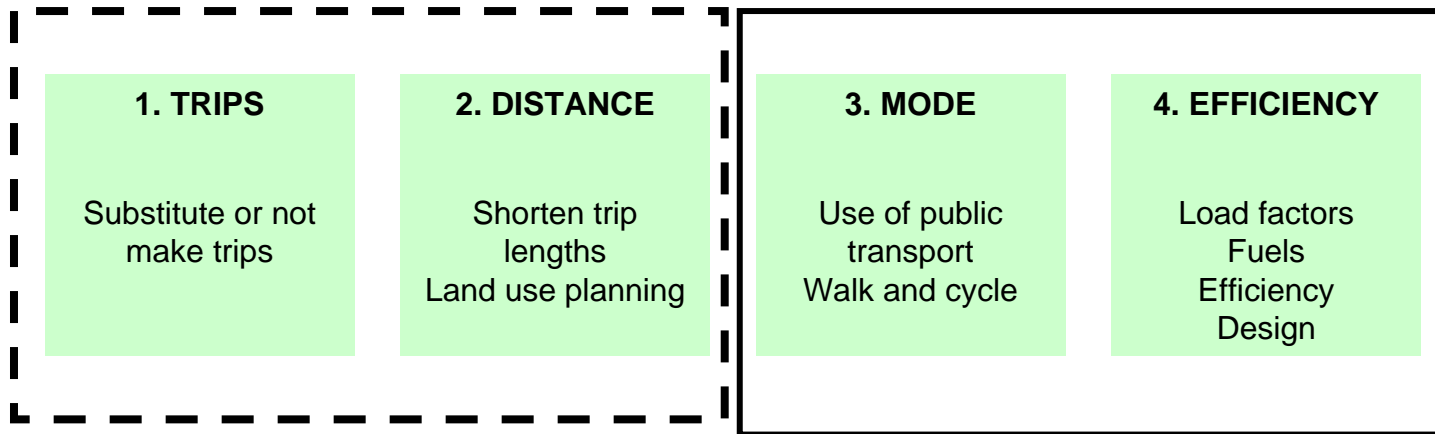 1. TRIPS
Substitute or not
make trips
2. DISTANCE
Shorten trip
lengths
Land use planning
3. MODE
Use of public
transport
Walk and cycle
4. EFFICIENCY
Load factors
Fuels
Efficiency
Design